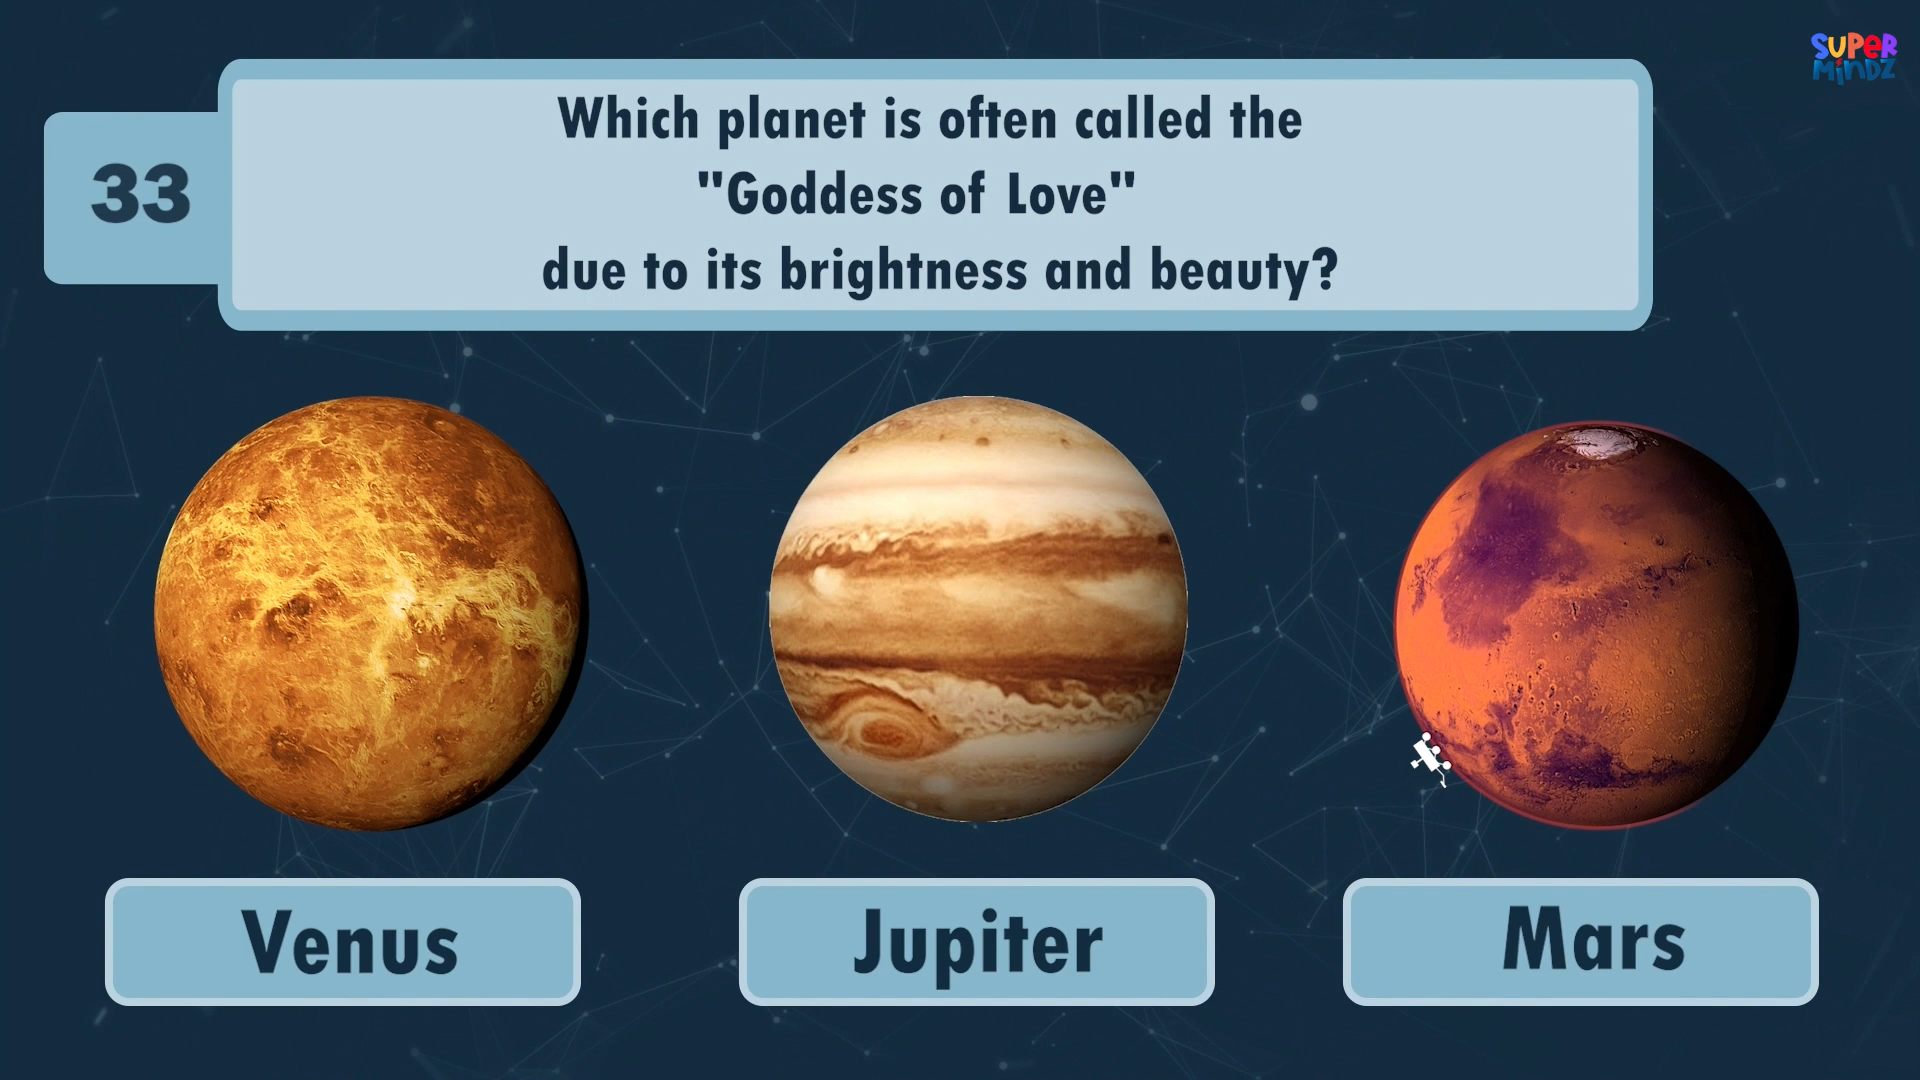 SUPER
MINDZ
33
Which planet is often called the
"Goddess of Love"
due to its brightness and beauty?
Venus
Jupiter
Mars